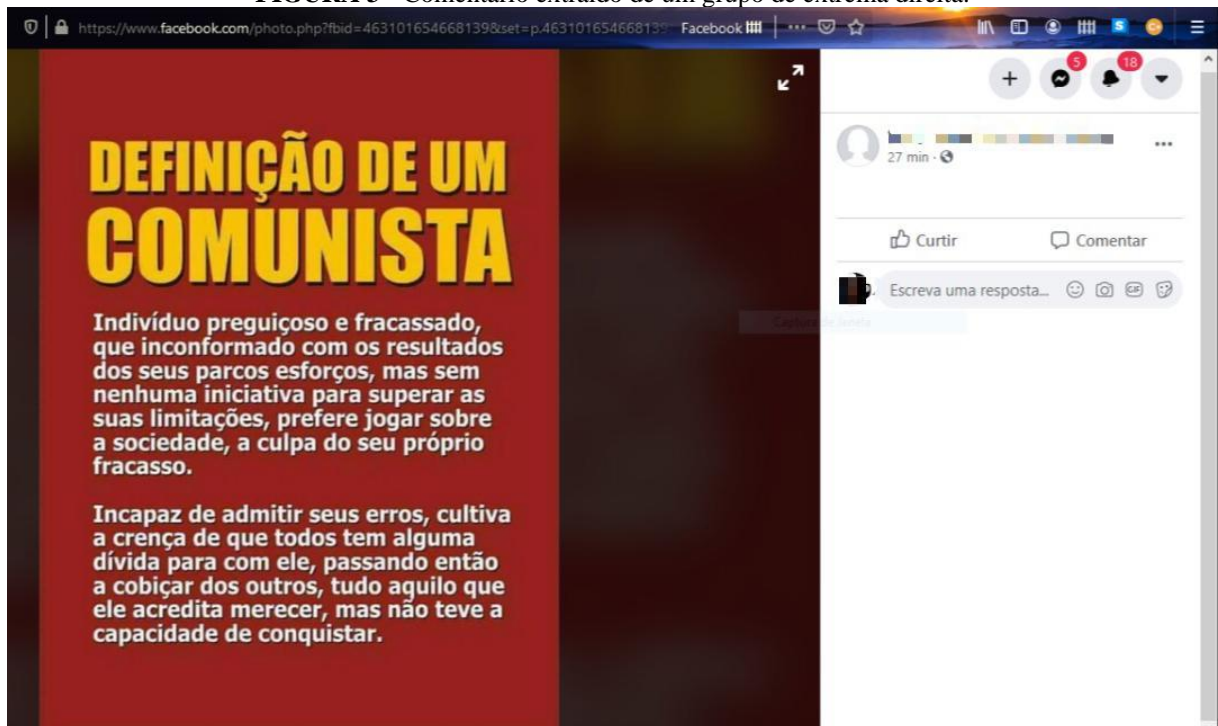 FIGURA 3 - Comentário extraído de um grupo de extrema direita.
https://www.facebook.com/photo.php?fbid=4631016546681398&set=p.463101654668139 Facebook
5
18
DEFINIÇÃO DE UM
COMUNISTA
27 min
Curtir Comentar
Escreva uma resposta... GIF
Indivíduo preguiçoso e fracassado,
que inconformado com os resultados
dos seus parcos esforços, mas sem
nenhuma iniciativa para superar as
suas limitações, prefere jogar sobre
a sociedade, a culpa do seu próprio
fracasso.
Incapaz de admitir seus erros, cultiva
a crença de que todos tem alguma
dívida para com ele, passando então
a cobiçar dos outros, tudo aquilo que
ele acredita merecer, mas não teve a
capacidade de conquistar.